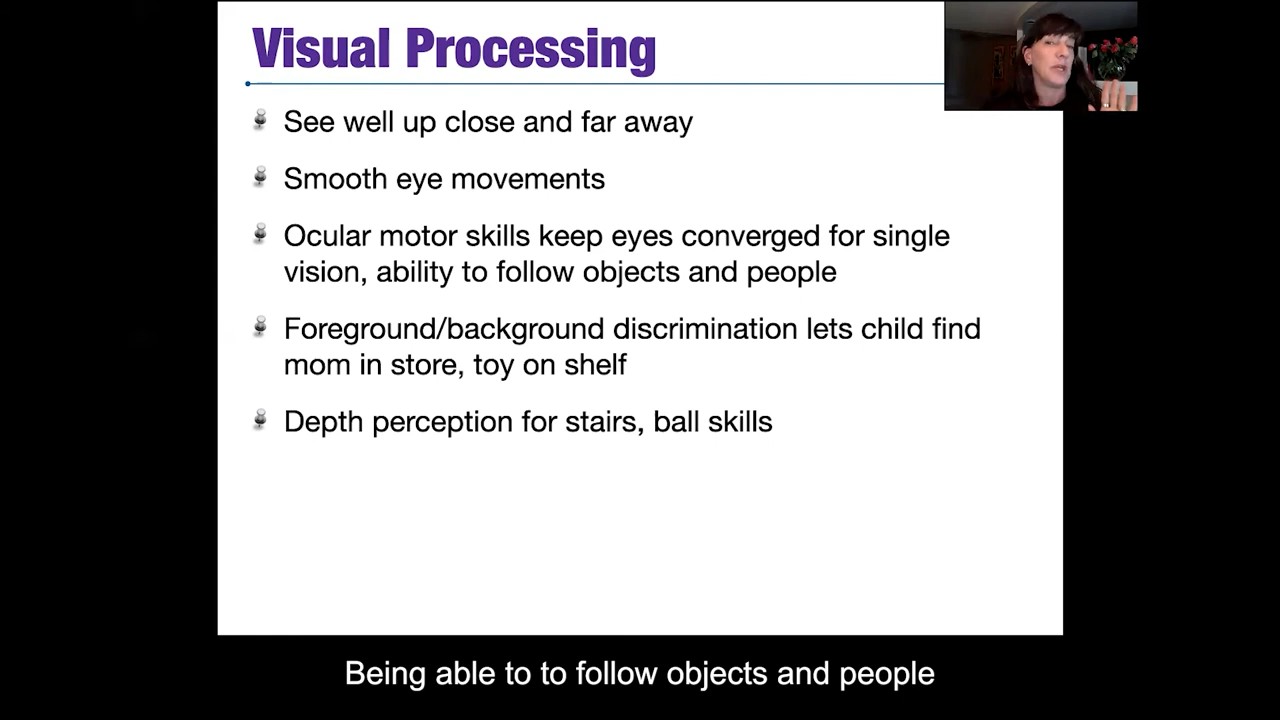 Visual Processing
See well up close and far away
Smooth eye movements
Ocular motor skills keep eyes converged for single
vision, ability to follow objects and people
Foreground/background discrimination lets child find
mom in store, toy on shelf
Depth perception for stairs, ball skills
Being able to to follow objects and people